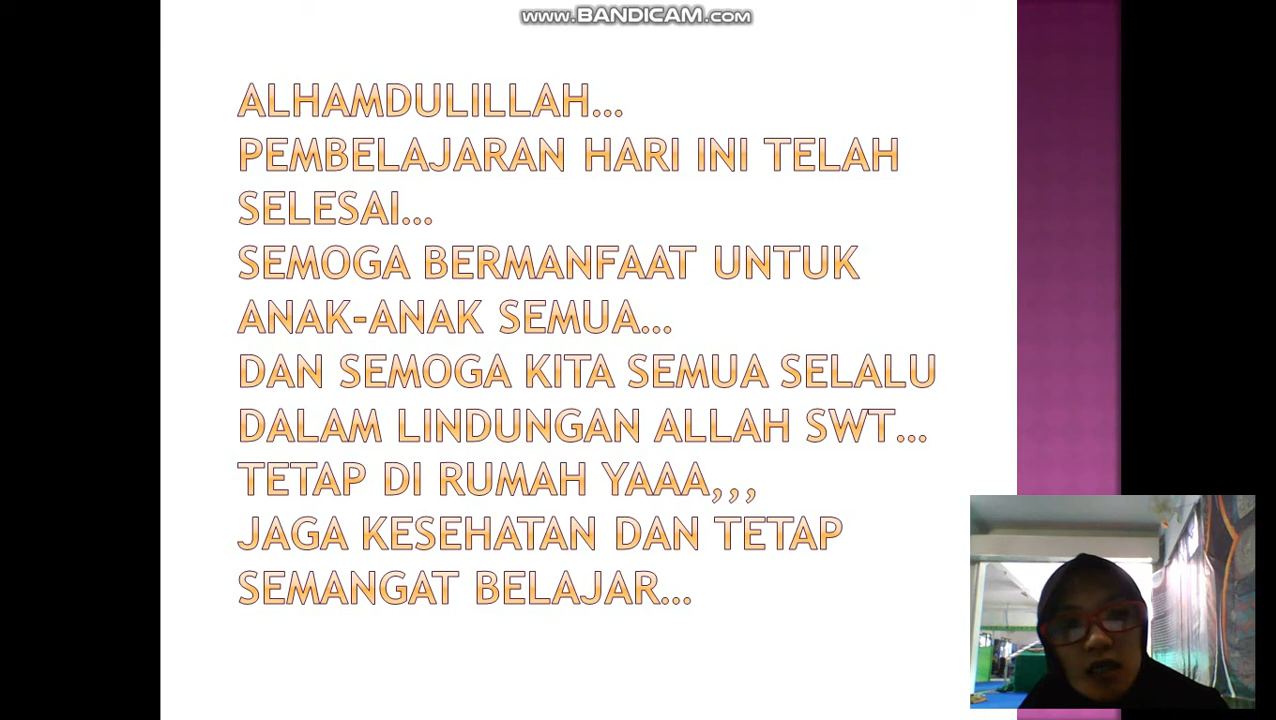 www.BANDICAM.com
ALHAMDULILLAH...
PEMBELAJARAN HARI INI TELAH
SELESAI...
SEMOGA BERMANFAAT UNTUK
ANAK-ANAK SEMUA...
DAN SEMOGA KITA SEMUA SELALU
DALAM LINDUNGAN ALLAH SWT...
TETAP DI RUMAH YAAA,,,
JAGA KESEHATAN DAN TETAP
SEMANGAT BELAJAR...